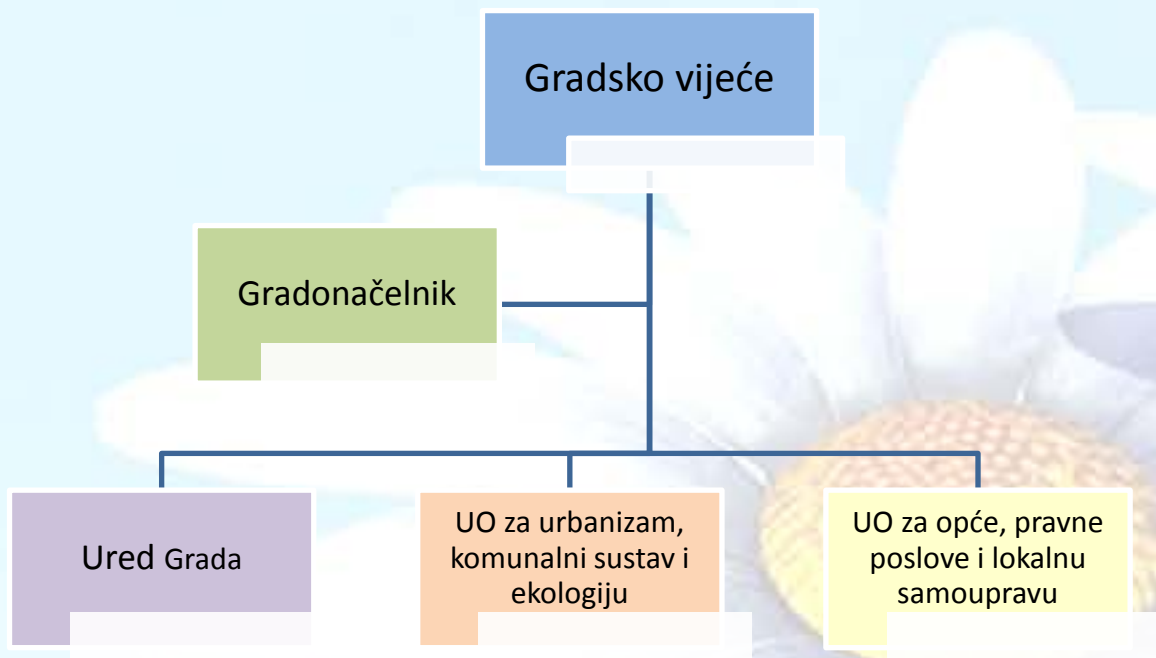 Gradsko vijeće
Gradonačelnik
Ured Grada
UO za urbanizam,
komunalni sustav i
ekologiju
UO za opće, pravne
poslove i lokalnu
samoupravu